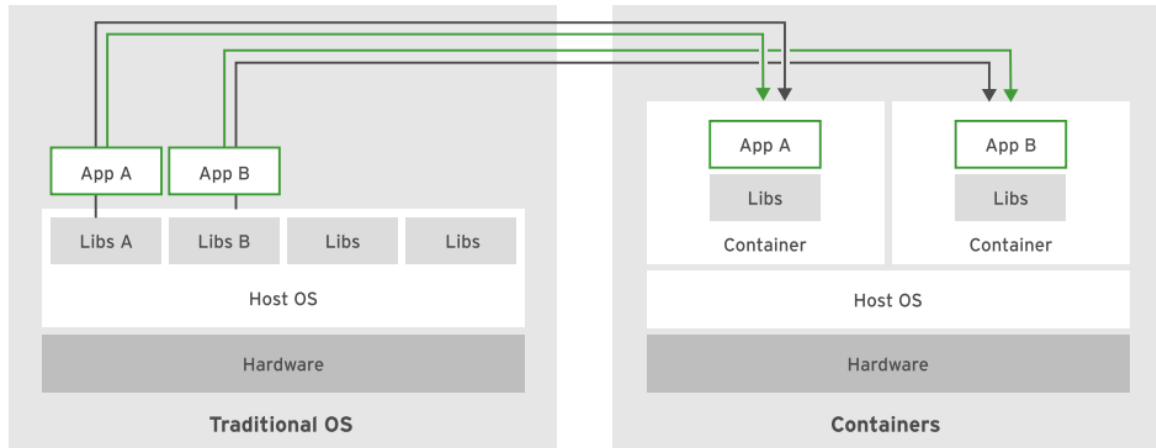 App A
App B
Libs A
Libs B
Libs
Libs
Host OS
Hardware
Traditional OS
App A
App B
Libs
Libs
Container
Container
Host OS
Hardware
Containers